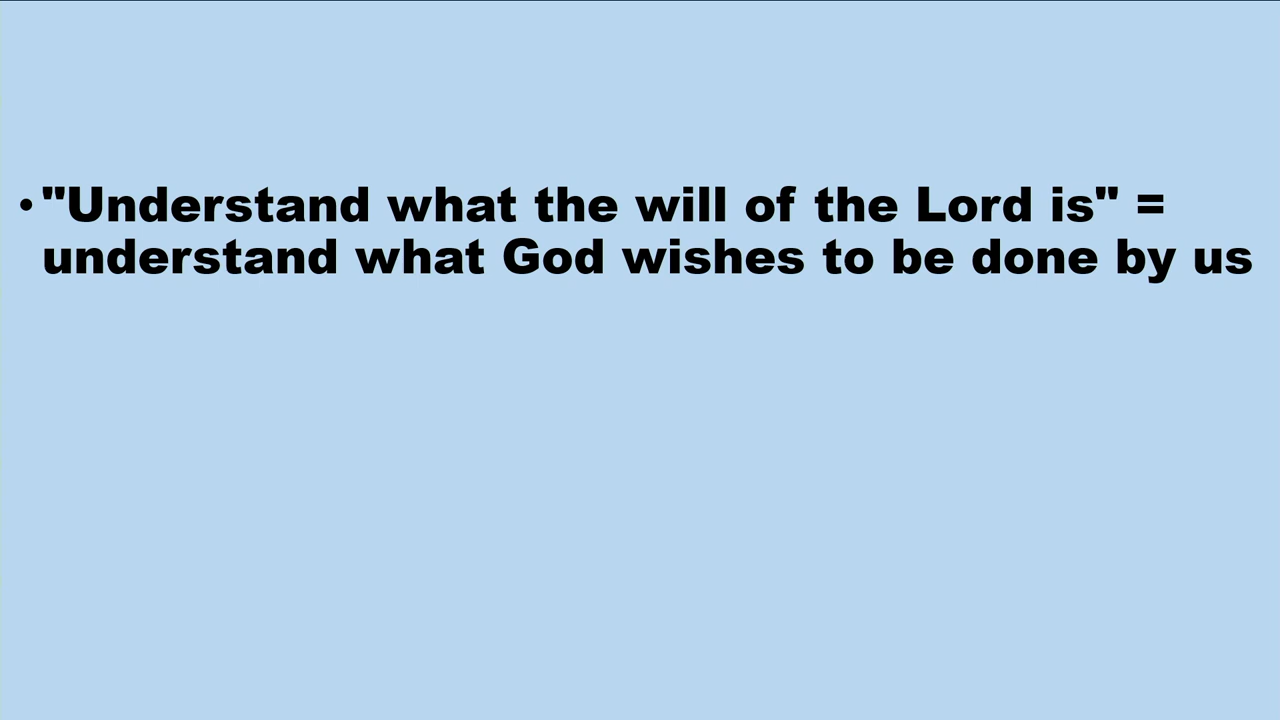 • "Understand what the will of the Lord is" =
understand what God wishes to be done by us